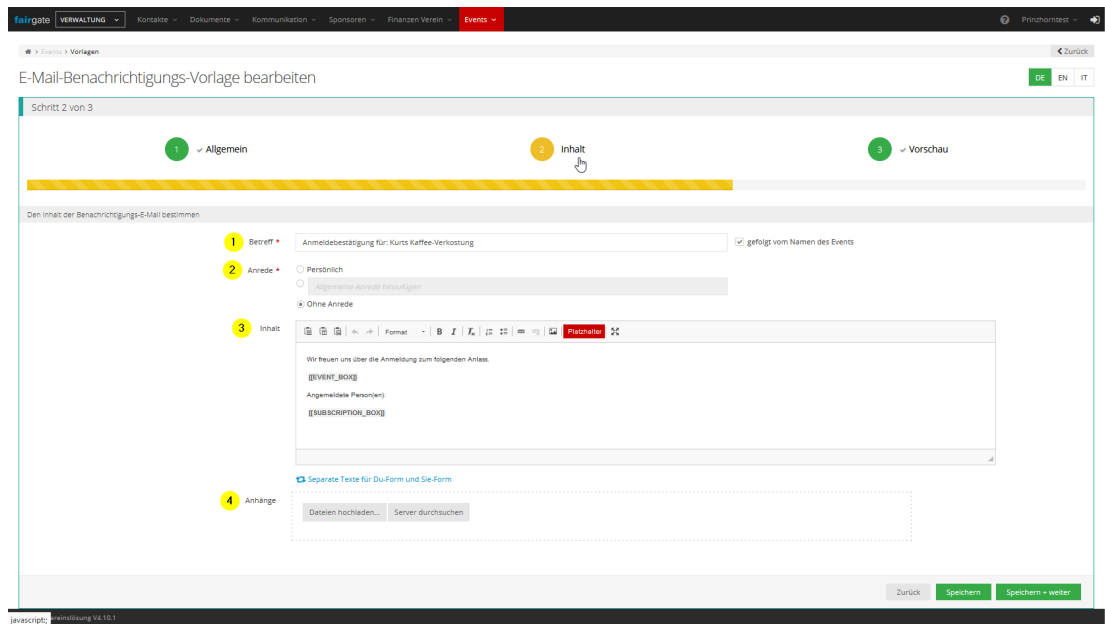 fairgate VERWALTUNG Kontakte Dokumente Kommunikation Sponsoren Finanzen Verein Events Prinzhorntest
> Events > Vorlagen Zurück
E-Mail-Benachrichtigungs-Vorlage bearbeiten DE EN IT
Schritt 2 von 3
1 Allgemein 2 Inhalt 3 Vorschau
Den Inhalt der Benachrichtigungs-E-Mail bestimmen
1 Betreff * Anmeldebestätigung für: Kurts Kaffee-Verkostung gefolgt vom Namen des Events
2 Anrede * Persönlich
Allgemeine Anrede hinzufügen
Ohne Anrede
3 Inhalt Format B I Tx Platzhalter
Wir freuen uns über die Anmeldung zum folgenden Anlass.
[[EVENT_BOX]]
Angemeldete Person(en):
[[SUBSCRIPTION_BOX]]
Separate Texte für Du-Form und Sie-Form
4 Anhänge
Dateien hochladen... Server durchsuchen
Zurück Speichern Speichern + weiter
javascript:; ereinslösung V4.10.1